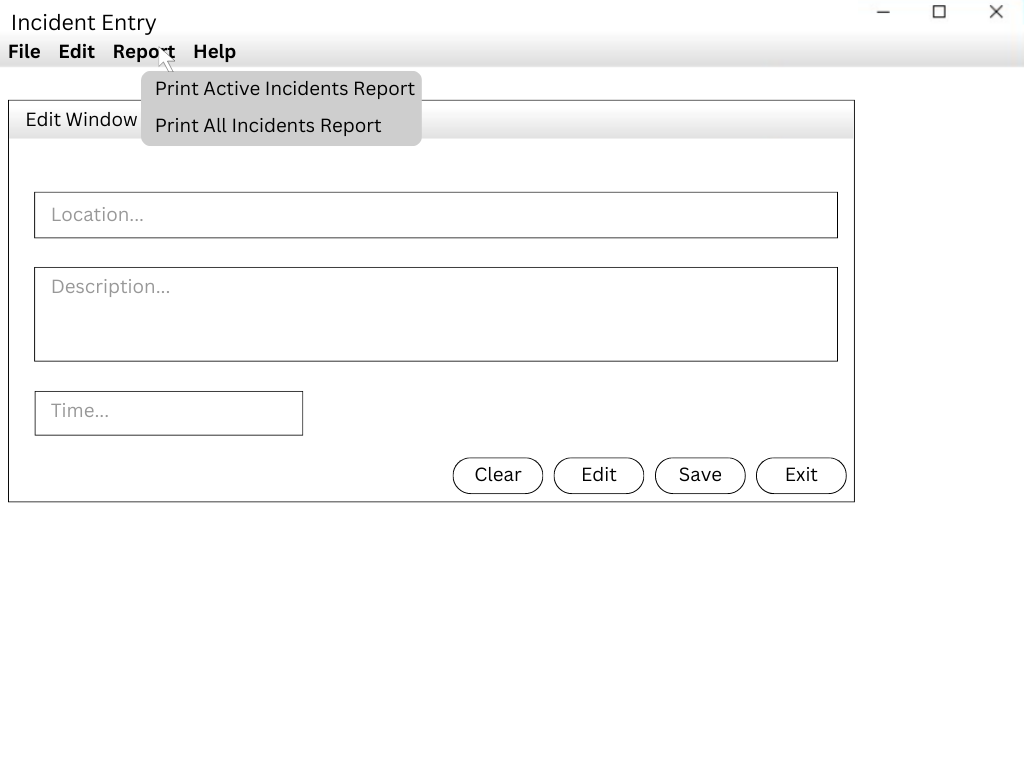 Incident Entry
File Edit Report Help
Print Active Incidents Report
Edit Window
Print All Incidents Report
Location...
Description...
Time...
Clear Edit Save Exit